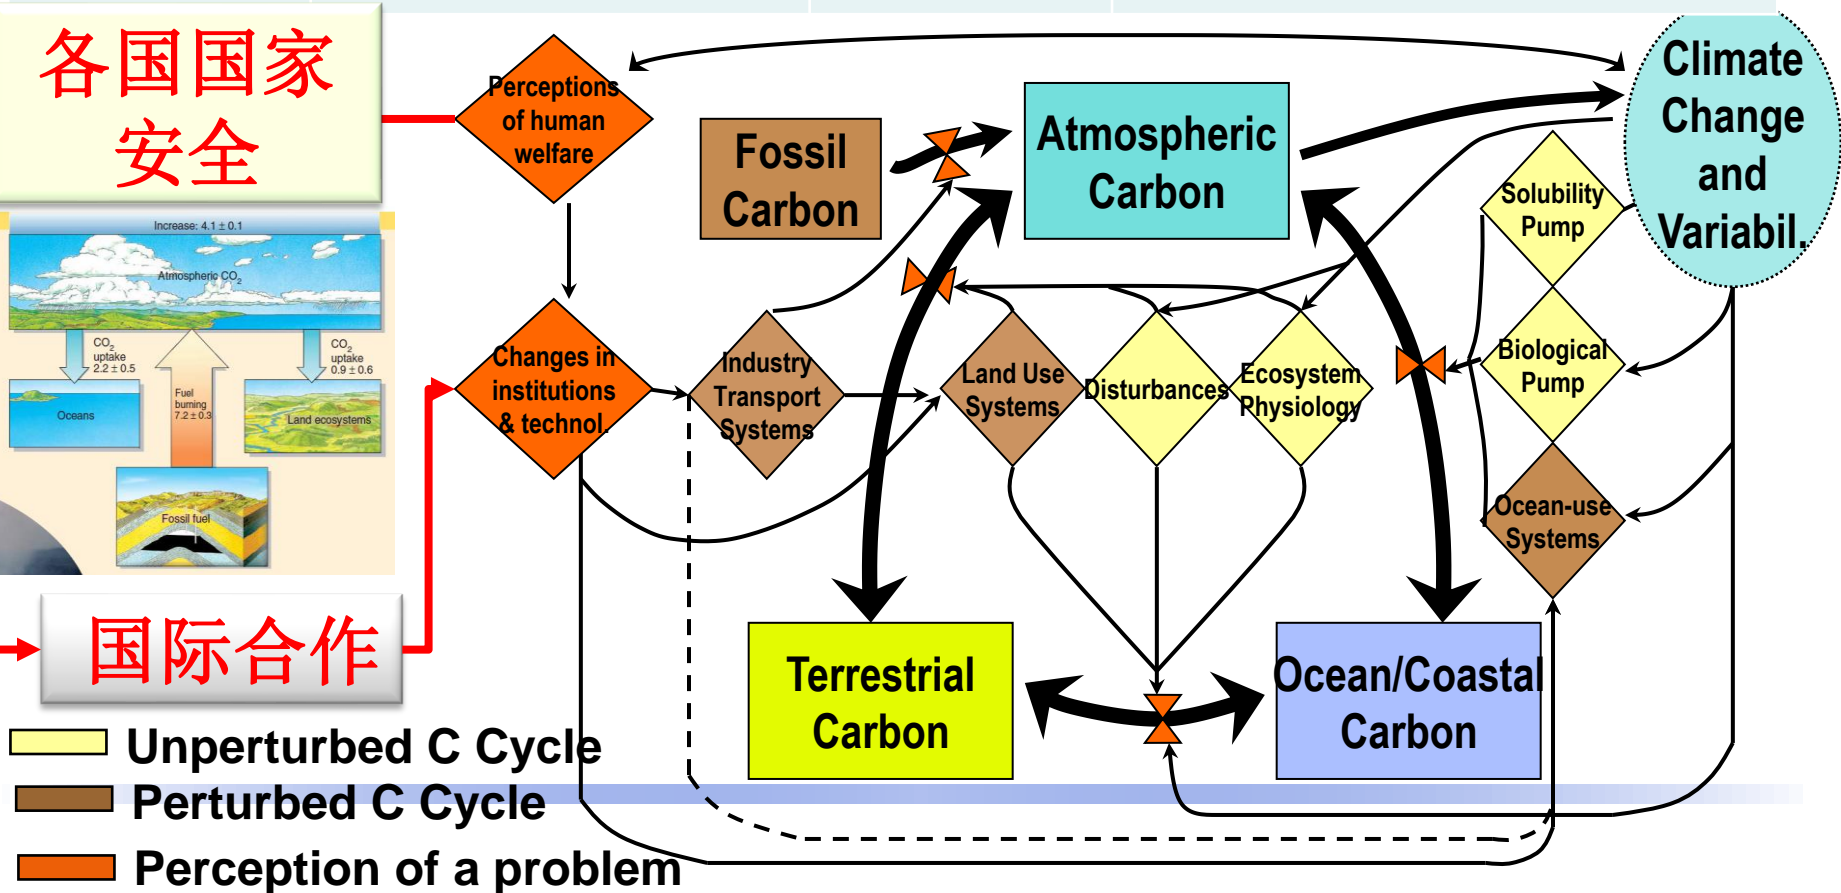 各国国家
安全
Perceptions
of human
welfare
Fossil
Carbon
Atmospheric
Carbon
Climate
Change
and
Variabil.
Solubility
Pump
Increase: 4.1 ± 0.1
Atmospheric CO2
CO2
uptake
2.2 ± 0.5
CO2
uptake
0.9 ± 0.6
Fuel
burning
7.2 ± 0.3
Oceans
Land ecosystems
Fossil fuel
Changes in
institutions
& technol.
Industry
Transport
Systems
Land Use
Systems
Disturbances
Ecosystem
Physiology
Biological
Pump
Ocean-use
Systems
国际合作
Terrestrial
Carbon
Ocean/Coastal
Carbon
Unperturbed C Cycle
Perturbed C Cycle
Perception of a problem